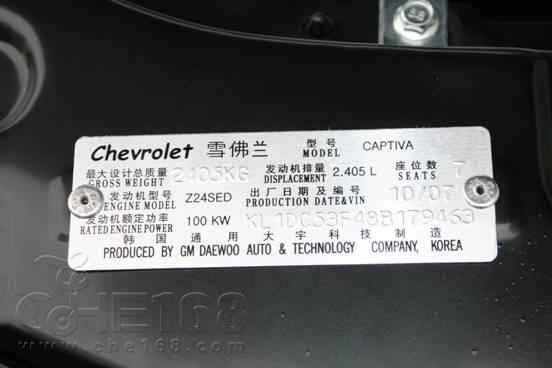 Chevrolet 雪佛兰 型号 MODEL CAPTIVA
最大设计总质量 GROSS WEIGHT 2405KG 发动机排量 DISPLACEMENT 2.405 L 座位数 SEATS 7
发动机型号 ENGINE MODEL Z24SED 出厂日期及编号 PRODUCTION DATE&VIN 10/07
发动机额定功率 RATED ENGINE POWER 100 KW KL1DC53F48B179463
韩国通用大宇科技制造
PRODUCED BY GM DAEWOO AUTO & TECHNOLOGY COMPANY, KOREA
CHE168
www.che168.com